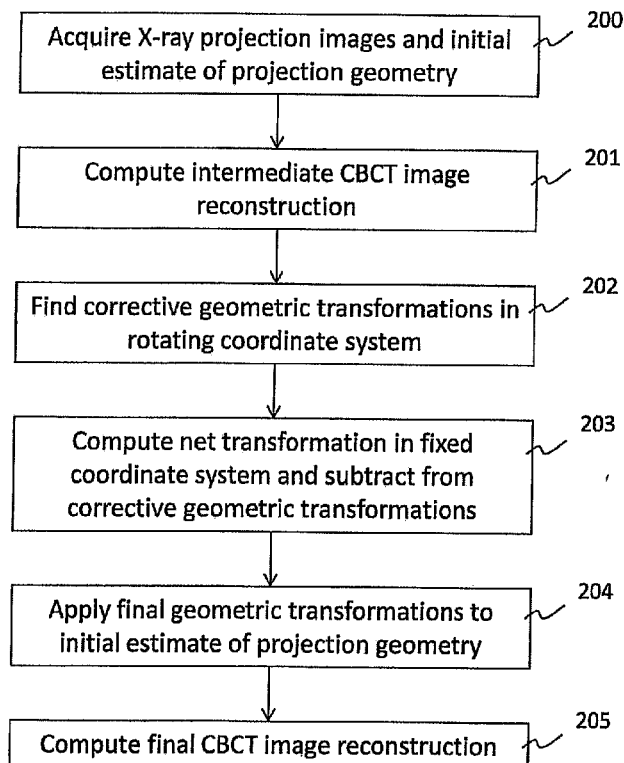 200
Acquire X-ray projection images and initial
estimate of projection geometry
201
Compute intermediate CBCT image
reconstruction
202
Find corrective geometric transformations in
rotating coordinate system
203
Compute net transformation in fixed
coordinate system and subtract from
corrective geometric transformations
204
Apply final geometric transformations to
initial estimate of projection geometry
205
Compute final CBCT image reconstruction